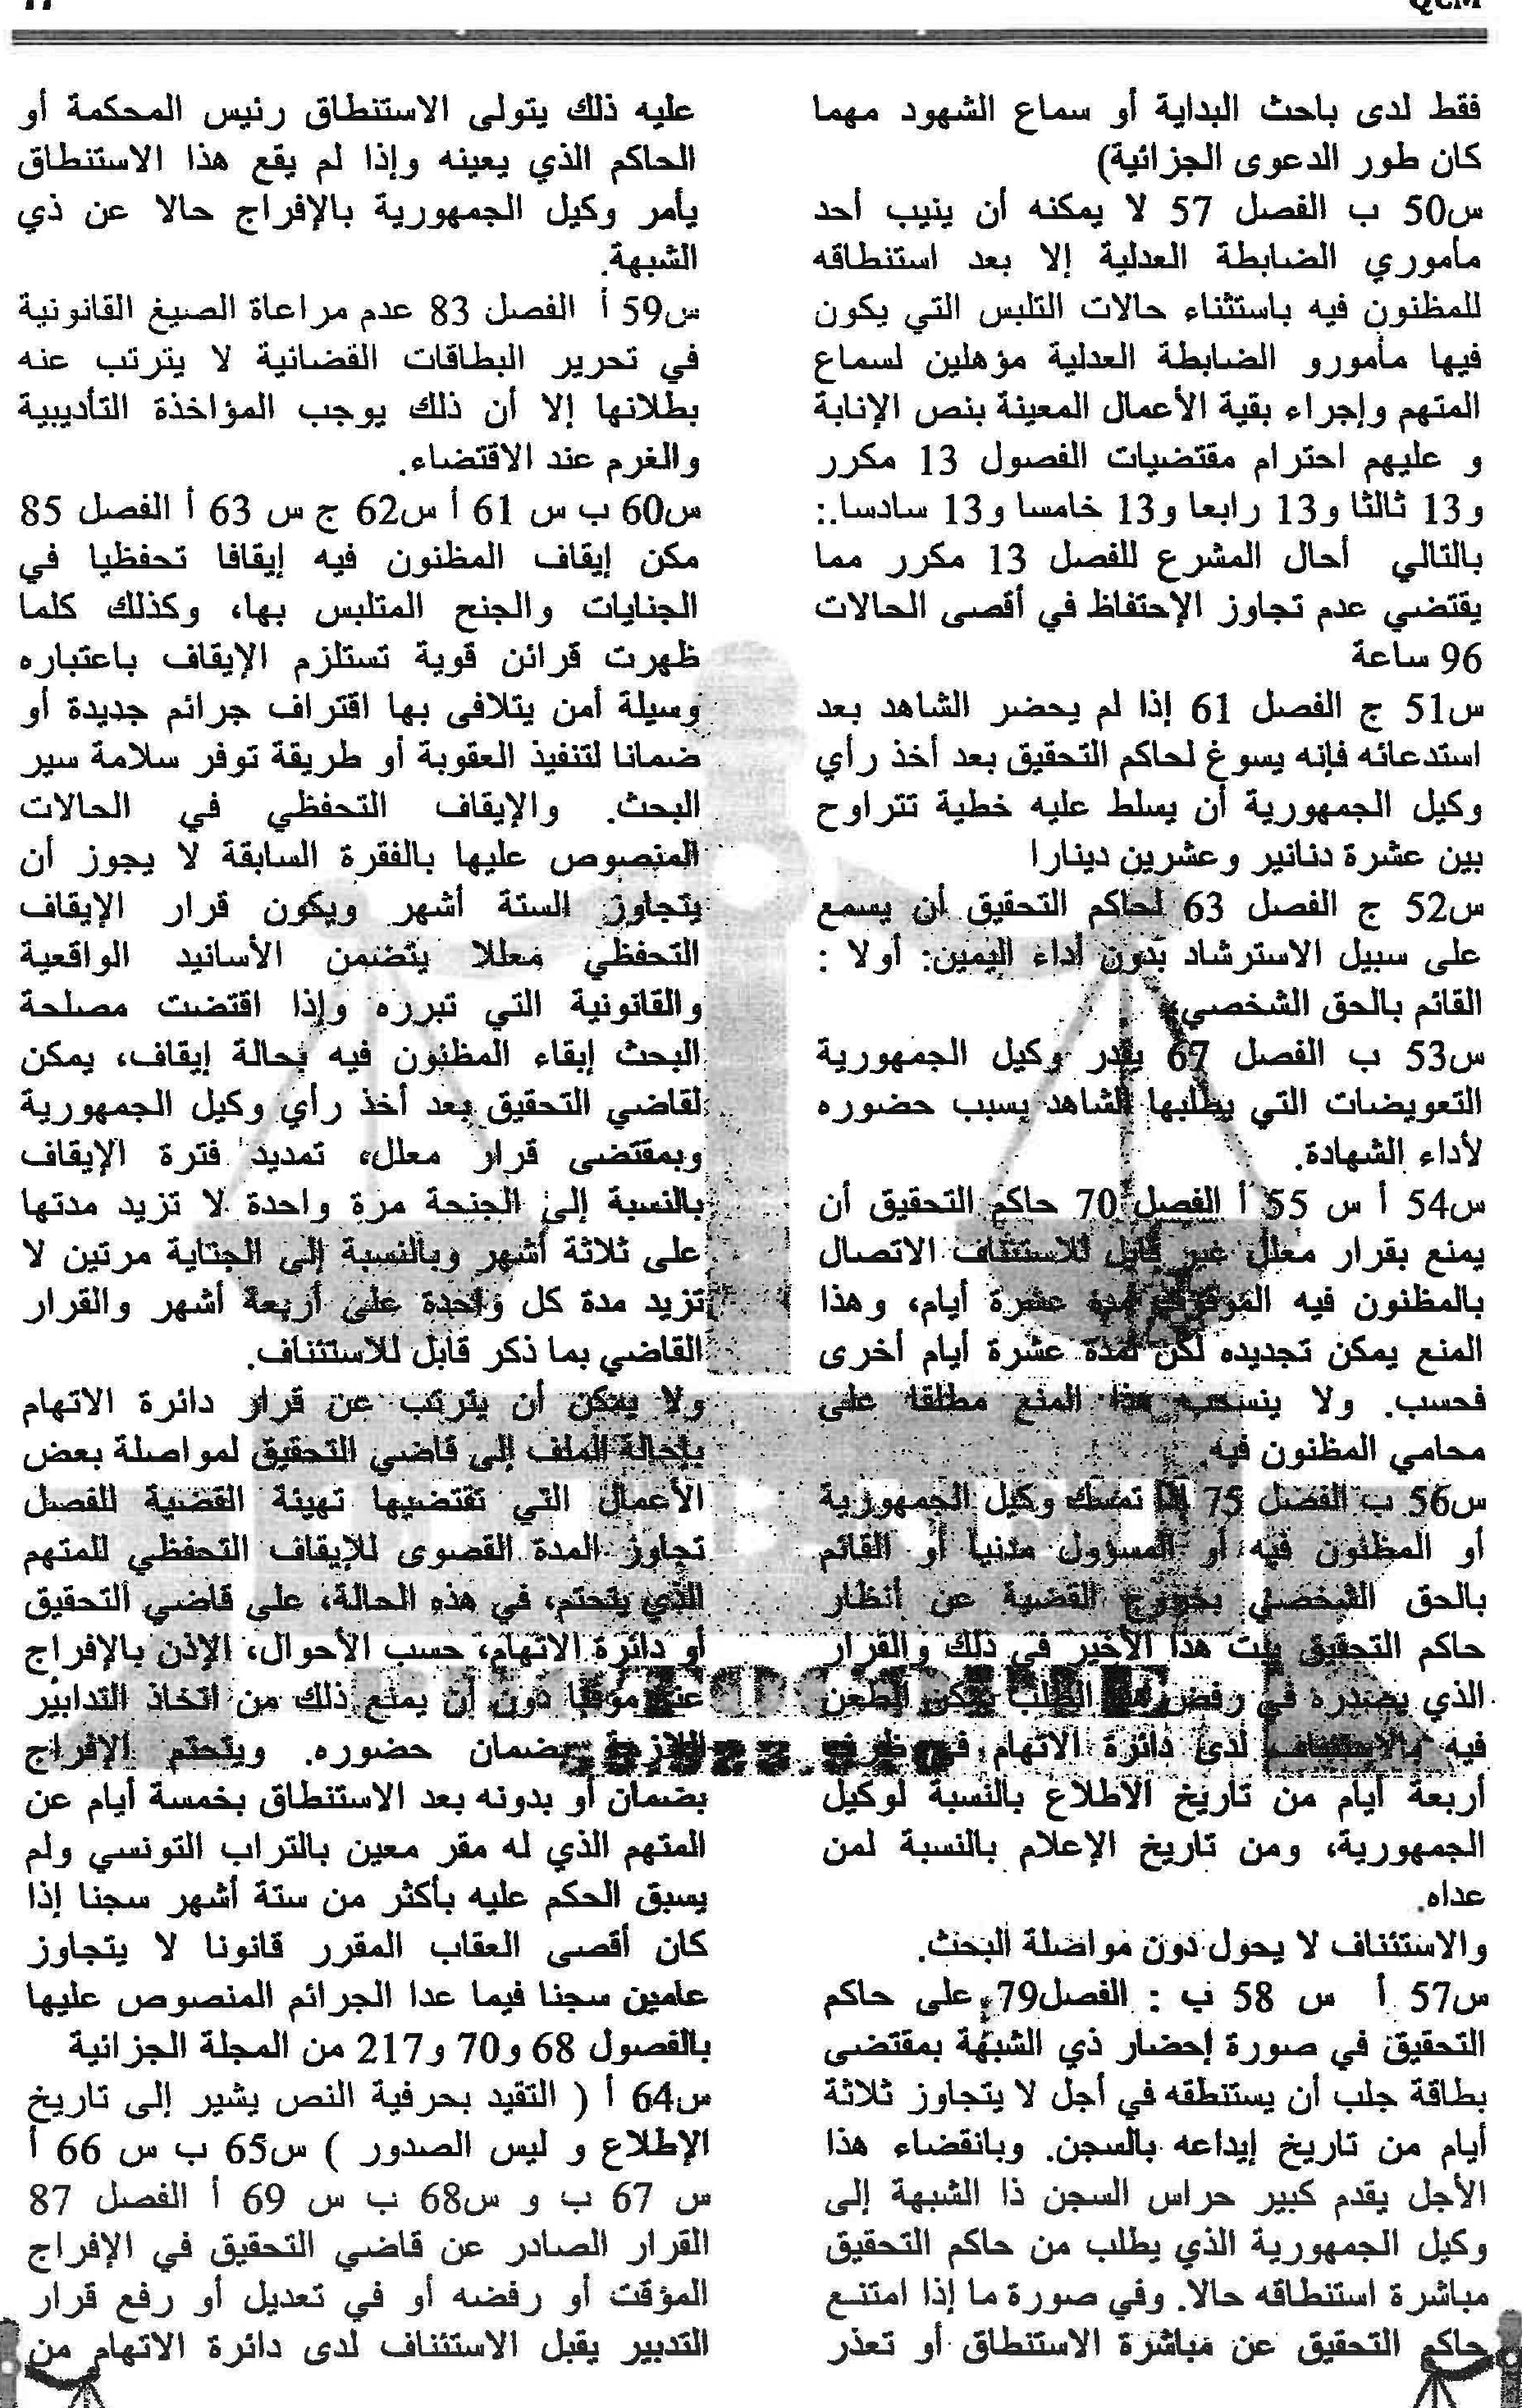 QCM
فقط لدى باحث البداية أو سماع الشهود مهما
كان طور الدعوى الجزائية)
س50 ب الفصل 57 لا يمكنه أن ينيب أحد
مأموري الضابطة العدلية إلا بعد استنطاقه
للمظنون فيه باستثناء حالات التلبس التي يكون
فيها مأمورو الضابطة العدلية مؤهلين لسماع
المتهم وإجراء بقية الأعمال المعينة بنص الإنابة
و عليهم احترام مقتضيات الفصول 13 مكرر
و13 ثالثا و13 رابعا و13 خامسا و13 سادسا.:
بالتالي أحال المشرع للفصل 13 مكرر مما
يقتضي عدم تجاوز الإحتفاظ في أقصى الحالات
96 ساعة
س51 ج الفصل 61 إذا لم يحضر الشاهد بعد
استدعائه فإنه يسوغ لحاكم التحقيق بعد أخذ رأي
وكيل الجمهورية أن يسلط عليه خطية تتراوح
بين عشرة دنانير وعشرين دينارا
س52 ج الفصل 63 لحاكم التحقيق أن يسمع
على سبيل الاسترشاد بدون أداء اليمين: أولا :
القائم بالحق الشخصي،
س53 ب الفصل 67 يقدر وكيل الجمهورية
التعويضات التي يطلبها الشاهد بسبب حضوره
لأداء الشهادة.
س54 أ س 55 أ الفصل 70 حاكم التحقيق أن
يمنع بقرار معلل غير قابل للاستئناف الاتصال
بالمظنون فيه الموقوف مدة عشرة أيام، وهذا
المنع يمكن تجديده لكن لمدة عشرة أيام أخرى
فحسب. ولا ينسحب هذا المنع مطلقا على
محامي المظنون فيه.
س56 ب الفصل 75 إذا تمسك وكيل الجمهورية
أو المظنون فيه أو المسؤول مدنيا أو القائم
بالحق الشخصي بخروج القضية عن أنظار
حاكم التحقيق بت هذا الأخير في ذلك والقرار
الذي يصدره في رفض هذا الطلب يمكن الطعن
فيه بالاستئناف لدى دائرة الاتهام في ظرف
أربعة أيام من تاريخ الاطلاع بالنسبة لوكيل
الجمهورية، ومن تاريخ الإعلام بالنسبة لمن
عداه.
والاستئناف لا يحول دون مواصلة البحث.
س57 أ س 58 ب : الفصل79 على حاكم
التحقيق في صورة إحضار ذي الشبهة بمقتضى
بطاقة جلب أن يستنطقه في أجل لا يتجاوز ثلاثة
أيام من تاريخ إيداعه بالسجن. وبانقضاء هذا
الأجل يقدم كبير حراس السجن ذا الشبهة إلى
وكيل الجمهورية الذي يطلب من حاكم التحقيق
مباشرة استنطاقه حالا. وفي صورة ما إذا امتنع
حاكم التحقيق عن مباشرة الاستنطاق أو تعذر
عليه ذلك يتولى الاستنطاق رئيس المحكمة أو
الحاكم الذي يعينه وإذا لم يقع هذا الاستنطاق
يأمر وكيل الجمهورية بالإفراج حالا عن ذي
الشبهة.
س59 أ الفصل 83 عدم مراعاة الصيغ القانونية
في تحرير البطاقات القضائية لا يترتب عنه
بطلانها إلا أن ذلك يوجب المؤاخذة التأديبية
والغرم عند الاقتضاء.
س60 ب س 61 أ س62 ج س 63 أ الفصل 85
مكن إيقاف المظنون فيه إيقافا تحفظيا في
الجنايات والجنح المتلبس بها، وكذلك كلما
ظهرت قرائن قوية تستلزم الإيقاف باعتباره
وسيلة أمن يتلافى بها اقتراف جرائم جديدة أو
ضمانا لتنفيذ العقوبة أو طريقة توفر سلامة سير
البحث. والإيقاف التحفظي في الحالات
المنصوص عليها بالفقرة السابقة لا يجوز أن
يتجاوز الستة أشهر ويكون قرار الإيقاف
التحفظي معللا يتضمن الأسانيد الواقعية
والقانونية التي تبرره وإذا اقتضت مصلحة
البحث إبقاء المظنون فيه بحالة إيقاف، يمكن
لقاضي التحقيق بعد أخذ رأي وكيل الجمهورية
وبمقتضى قرار معلل، تمديد فترة الإيقاف
بالنسبة إلى الجنحة مرة واحدة لا تزيد مدتها
على ثلاثة أشهر وبالنسبة إلى الجناية مرتين لا
تزيد مدة كل واحدة على أربعة أشهر والقرار
القاضي بما ذكر قابل للاستئناف.
ولا يمكن أن يترتب عن قرار دائرة الاتهام
بإحالة الملف إلى قاضي التحقيق لمواصلة بعض
الأعمال التي تقتضيها تهيئة القضية للفصل
تجاوز المدة القصوى للإيقاف التحفظي للمتهم
الذي يتحتم، في هذه الحالة، على قاضي التحقيق
أو دائرة الاتهام، حسب الأحوال، الإذن بالإفراج
عنه موقتا دون أن يمنع ذلك من اتخاذ التدابير
اللازمة بضمان حضوره. ويتحتم الإفراج
بضمان أو بدونه بعد الاستنطاق بخمسة أيام عن
المتهم الذي له مقر معين بالتراب التونسي ولم
يسبق الحكم عليه بأكثر من ستة أشهر سجنا إذا
كان أقصى العقاب المقرر قانونا لا يتجاوز
عامين سجنا فيما عدا الجرائم المنصوص عليها
بالفصول 68 و70 و217 من المجلة الجزائية
س64 أ ( التقيد بحرفية النص يشير إلى تاريخ
الإطلاع و ليس الصدور ) س65 ب س 66 أ
س 67 ب و س68 ب س 69 أ الفصل 87
القرار الصادر عن قاضي التحقيق في الإفراج
المؤقت أو رفضه أو في تعديل أو رفع قرار
التدبير يقبل الاستئناف لدى دائرة الاتهام من